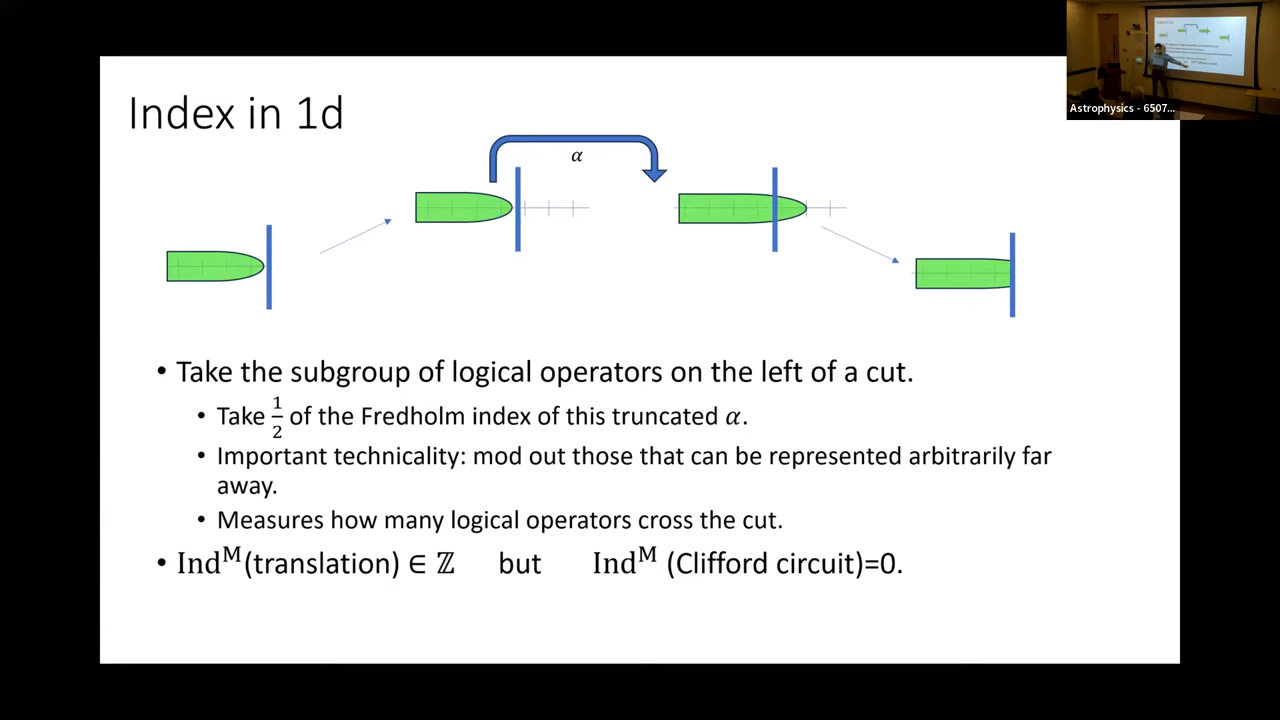 Index in 1d
α
• Take the subgroup of logical operators on the left of a cut.
• Take 1/2 of the Fredholm index of this truncated α.
• Important technicality: mod out those that can be represented arbitrarily far
away.
• Measures how many logical operators cross the cut.
• Ind^M(translation) ∈ ℤ but Ind^M (Clifford circuit)=0.
Astrophysics - 6507...